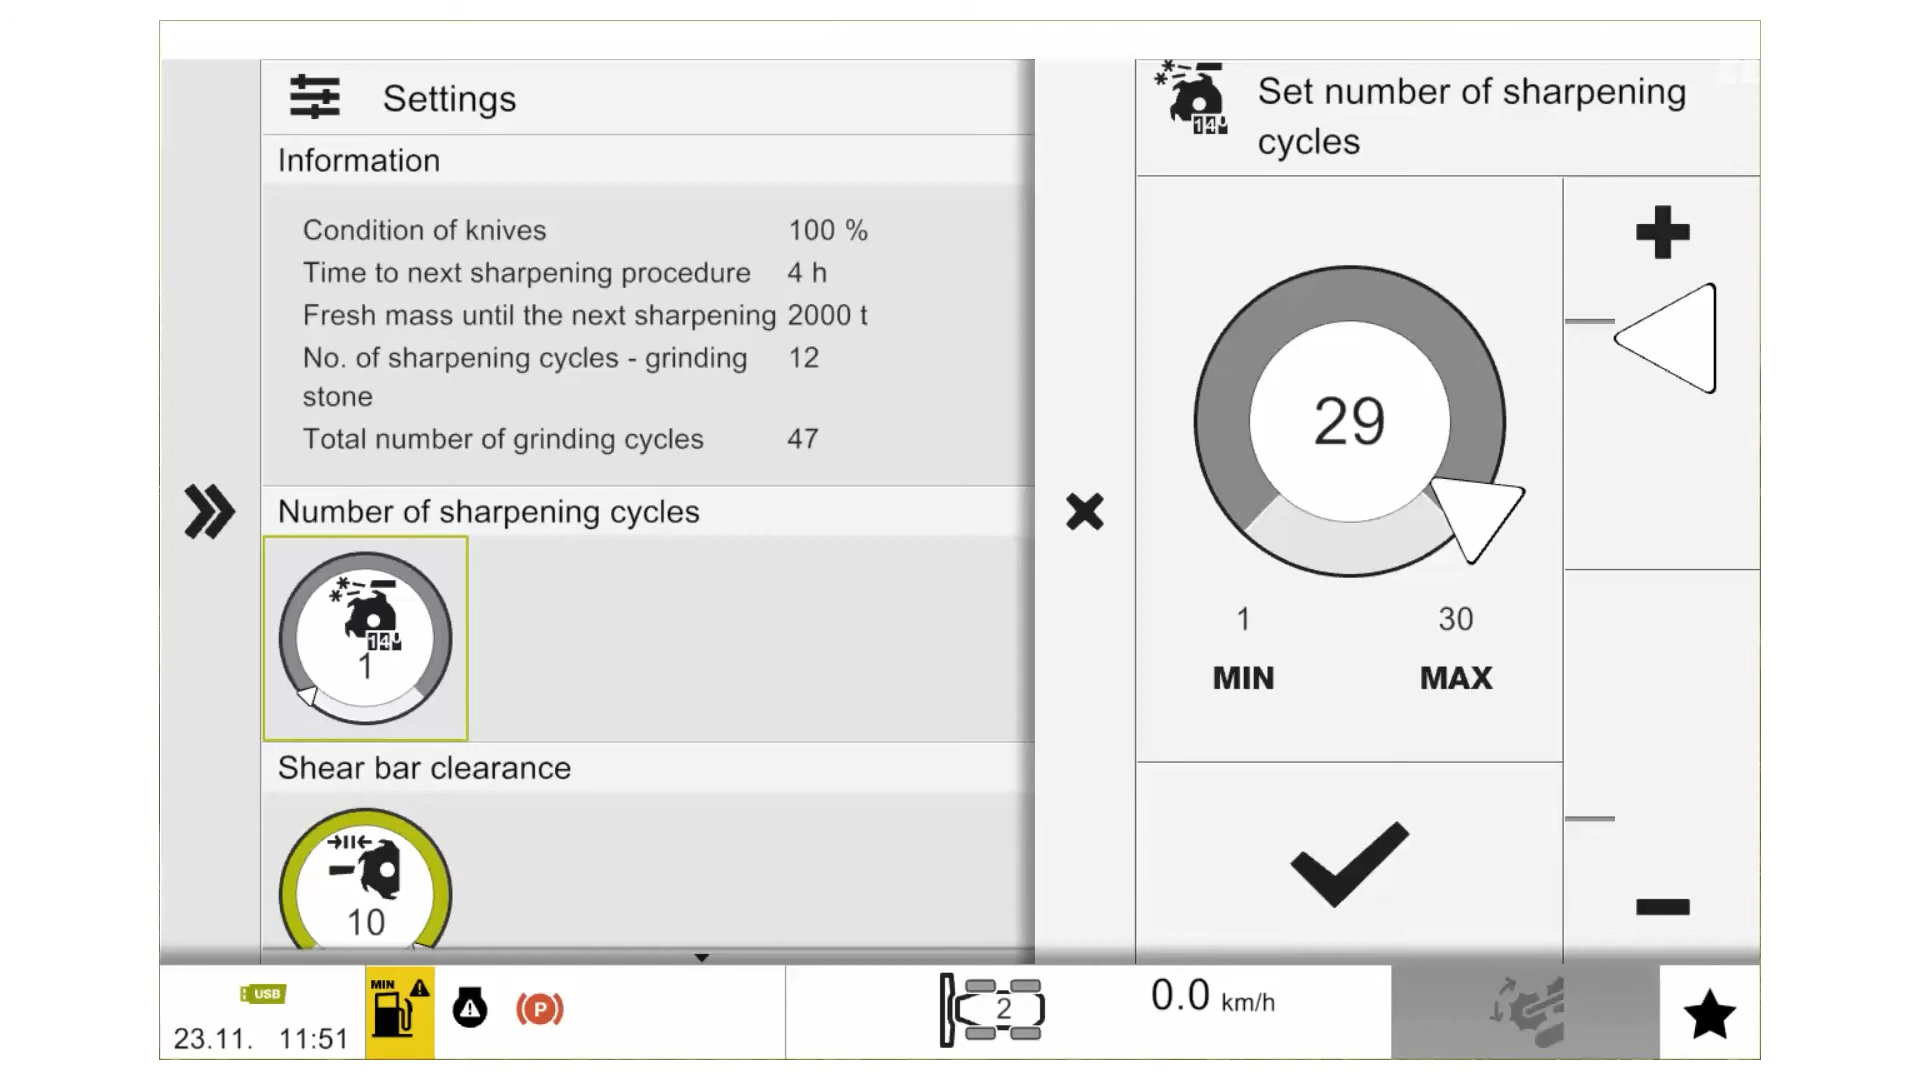 Settings
Information
Condition of knives 100 %
Time to next sharpening procedure 4 h
Fresh mass until the next sharpening 2000 t
No. of sharpening cycles - grinding 12
stone
Total number of grinding cycles 47
Number of sharpening cycles
1
Shear bar clearance
10
Set number of sharpening
cycles
29
1 30
MIN MAX
USB
23.11. 11:51
MIN
P
2
0.0 km/h